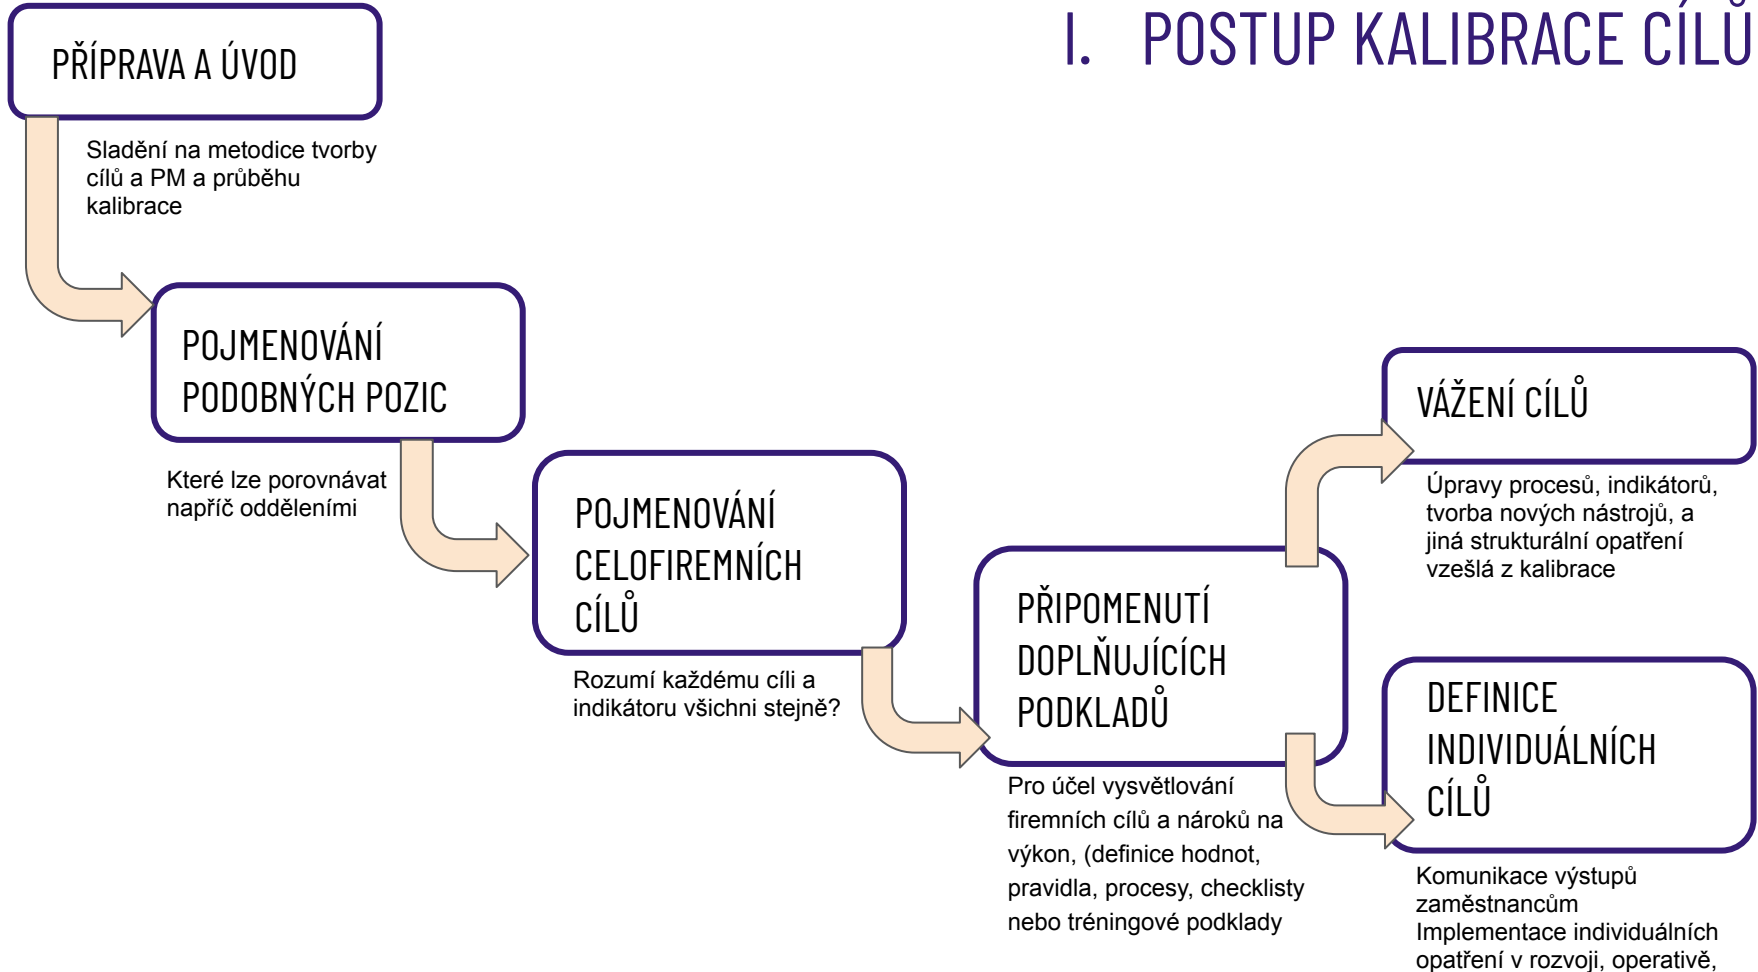 I. POSTUP KALIBRACE CÍLŮ
PŘÍPRAVA A ÚVOD
Sladění na metodice tvorby
cílů a PM a průběhu
kalibrace
POJMENOVÁNÍ
PODOBNÝCH POZIC
Které lze porovnávat
napříč odděleními
POJMENOVÁNÍ
CELOFIREMNÍCH
CÍLŮ
Rozumí každému cíli a
indikátoru všichni stejně?
PŘIPOMENUTÍ
DOPLŇUJÍCÍCH
PODKLADŮ
Pro účel vysvětlování
firemních cílů a nároků na
výkon, (definice hodnot,
pravidla, procesy, checklisty
nebo tréningové podklady
VÁŽENÍ CÍLŮ
Úpravy procesů, indikátorů,
tvorba nových nástrojů, a
jiná strukturální opatření
vzešlá z kalibrace
DEFINICE
INDIVIDUÁLNÍCH
CÍLŮ
Komunikace výstupů
zaměstnancům
Implementace individuálních
opatření v rozvoji, operativě,